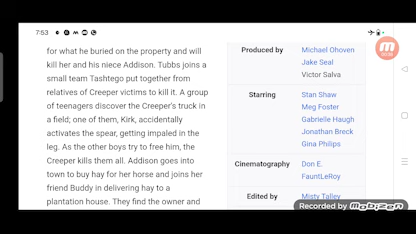 7:53
for what he buried on the property and will
kill her and his niece Addison. Tubbs joins a
small team Tashtego put together from
relatives of Creeper victims to kill it. A group
of teenagers discover the Creeper's truck in
a field; one of them, Kirk, accidentally
activates the spear, getting impaled in the
leg. As the other boys try to free him, the
Creeper kills them all. Addison goes into
town to buy hay for her horse and joins her
friend Buddy in delivering hay to a
plantation house. They find the owner and
Produced by
Michael Ohoven
Jake Seal
Victor Salva
Starring
Stan Shaw
Meg Foster
Gabrielle Haugh
Jonathan Breck
Gina Philips
Cinematography
Don E.
FauntLeRoy
Edited by
Misty Talley
Recorded by Mobizen